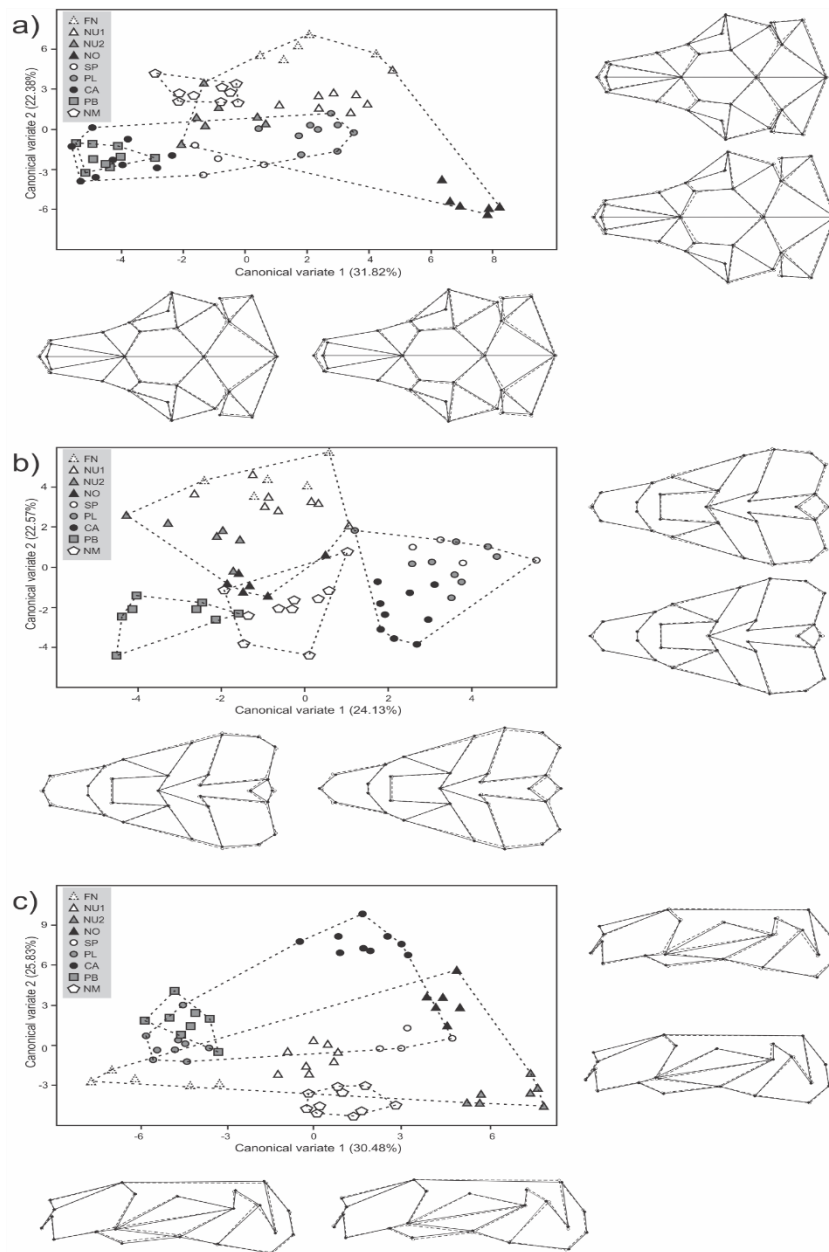 a)
FN
NU1
NU2
NO
SP
PL
CA
PB
NM
Canonical variate 2 (22.38%)
6
3
0
-3
-6
-4
-2
0
2
4
6
8
Canonical variate 1 (31.82%)
b)
FN
NU1
NU2
NO
SP
PL
CA
PB
NM
Canonical variate 2 (22.57%)
4
2
0
-2
-4
-4
-2
0
2
4
Canonical variate 1 (24.13%)
c)
FN
NU1
NU2
NO
SP
PL
CA
PB
NM
Canonical variate 2 (25.83%)
9
6
3
0
-3
-6
-3
0
3
6
Canonical variate 1 (30.48%)